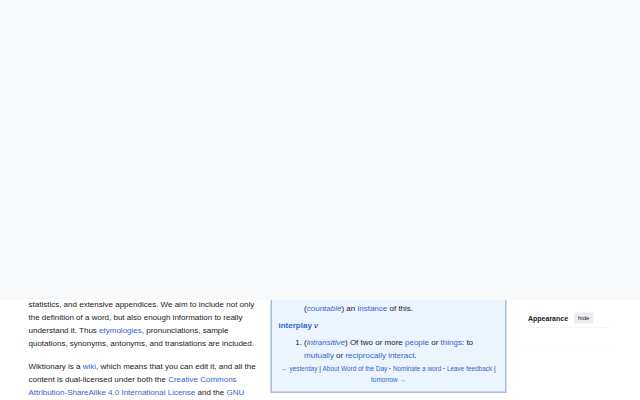 statistics, and extensive appendices. We aim to include not only
the definition of a word, but also enough information to really
understand it. Thus etymologies, pronunciations, sample
quotations, synonyms, antonyms, and translations are included.
Wiktionary is a wiki, which means that you can edit it, and all the
content is dual-licensed under both the Creative Commons
Attribution-ShareAlike 4.0 International License and the GNU
(countable) an instance of this.
interplay v
1. (intransitive) Of two or more people or things: to
mutually or reciprocally interact.
← yesterday | About Word of the Day • Nominate a word • Leave feedback |
tomorrow →
Appearance hide